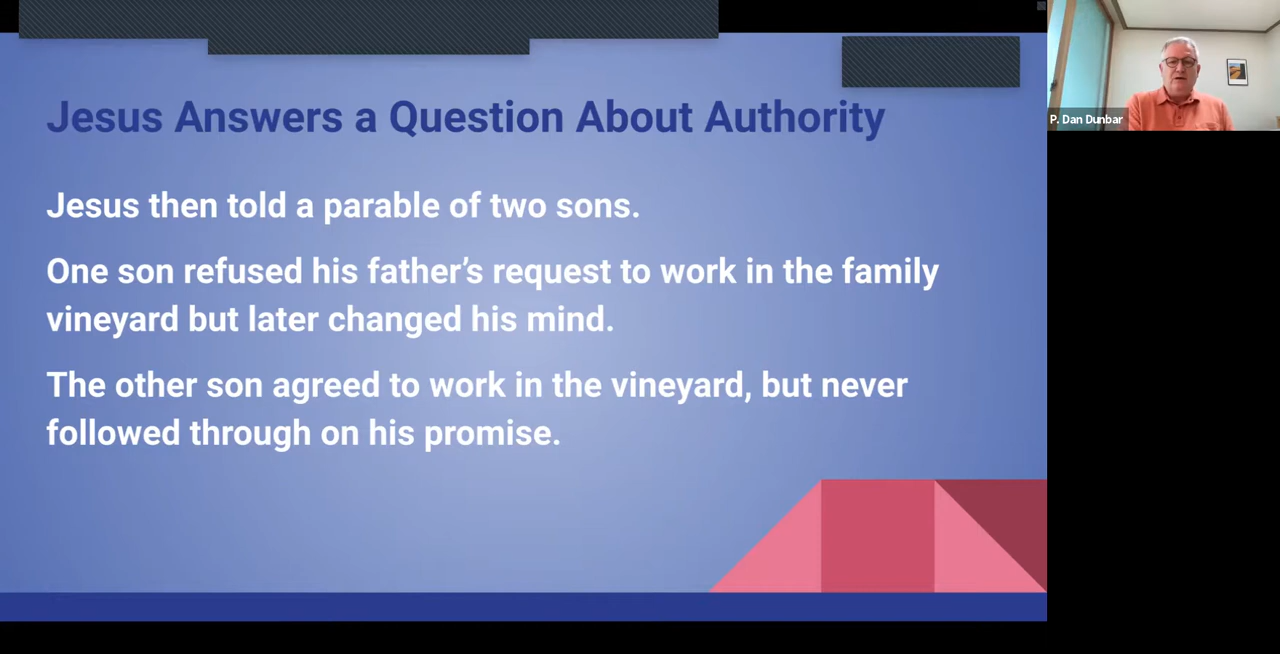 Jesus Answers a Question About Authority
Jesus then told a parable of two sons.
One son refused his father’s request to work in the family
vineyard but later changed his mind.
The other son agreed to work in the vineyard, but never
followed through on his promise.
P. Dan Dunbar